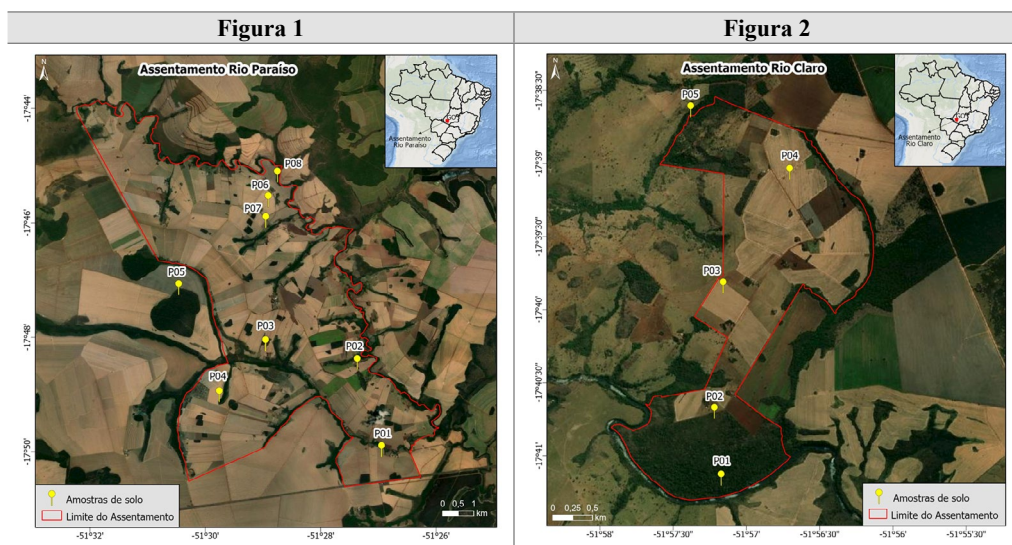 Figura 1
Figura 2
Assentamento Rio Paraíso
GO
Assentamento
Rio Paraíso
P08
P06
P07
P05
P03
P02
P04
P01
-17°44'
-17°46'
-17°48'
-17°50'
Amostras de solo
Limite do Assentamento
0 0,5 1
km
-51°32'
-51°30'
-51°28'
-51°26'
N
Assentamento Rio Claro
GO
Assentamento
Rio Claro
P05
P04
P03
P02
P01
-17°38'30"
-17°39'
-17°39'30"
-17°40'
-17°40'30"
-17°41'
0 0,25 0,5
km
Amostras de solo
Limite do Assentamento
-51°58'
-51°57'30"
-51°57'
-51°56'30"
-51°56'
-51°55'30"
N